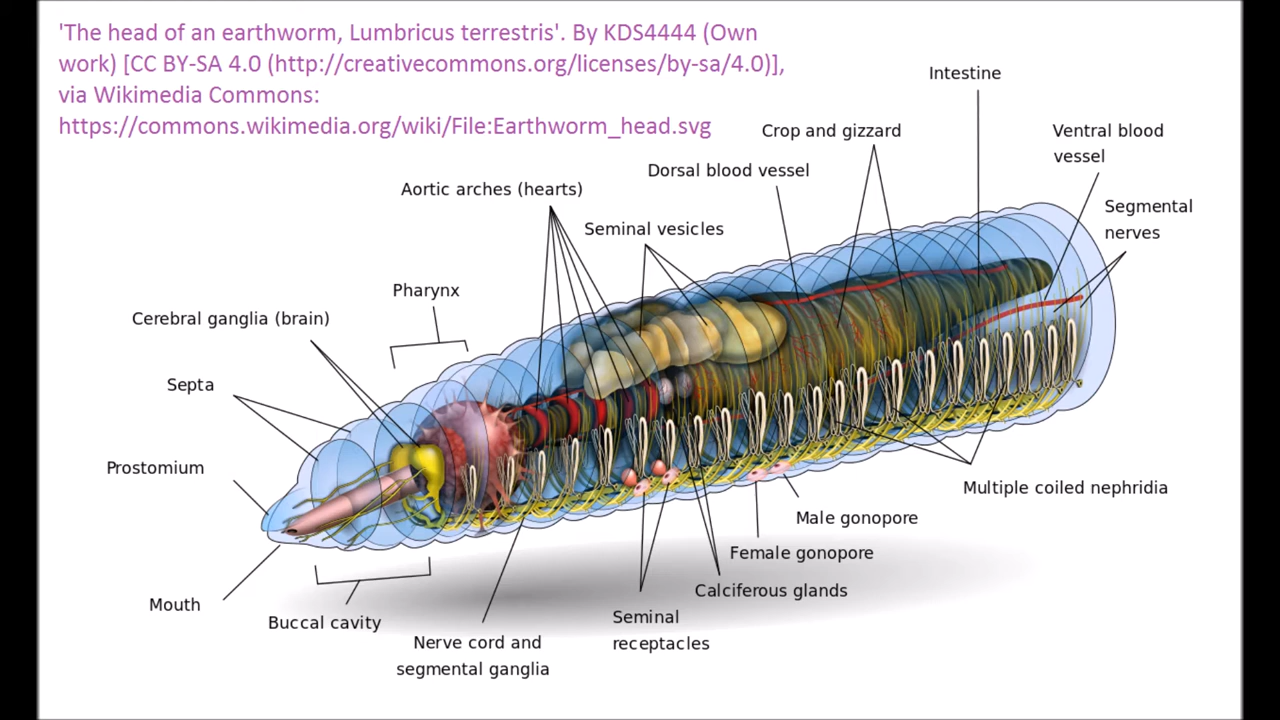 'The head of an earthworm, Lumbricus terrestris'. By KDS4444 (Own
work) [CC BY-SA 4.0 (http://creativecommons.org/licenses/by-sa/4.0)],
via Wikimedia Commons:
https://commons.wikimedia.org/wiki/File:Earthworm_head.svg
Intestine
Crop and gizzard
Ventral blood
vessel
Dorsal blood vessel
Aortic arches (hearts)
Segmental
nerves
Seminal vesicles
Pharynx
Cerebral ganglia (brain)
Septa
Prostomium
Multiple coiled nephridia
Male gonopore
Female gonopore
Calciferous glands
Mouth
Seminal
receptacles
Buccal cavity
Nerve cord and
segmental ganglia